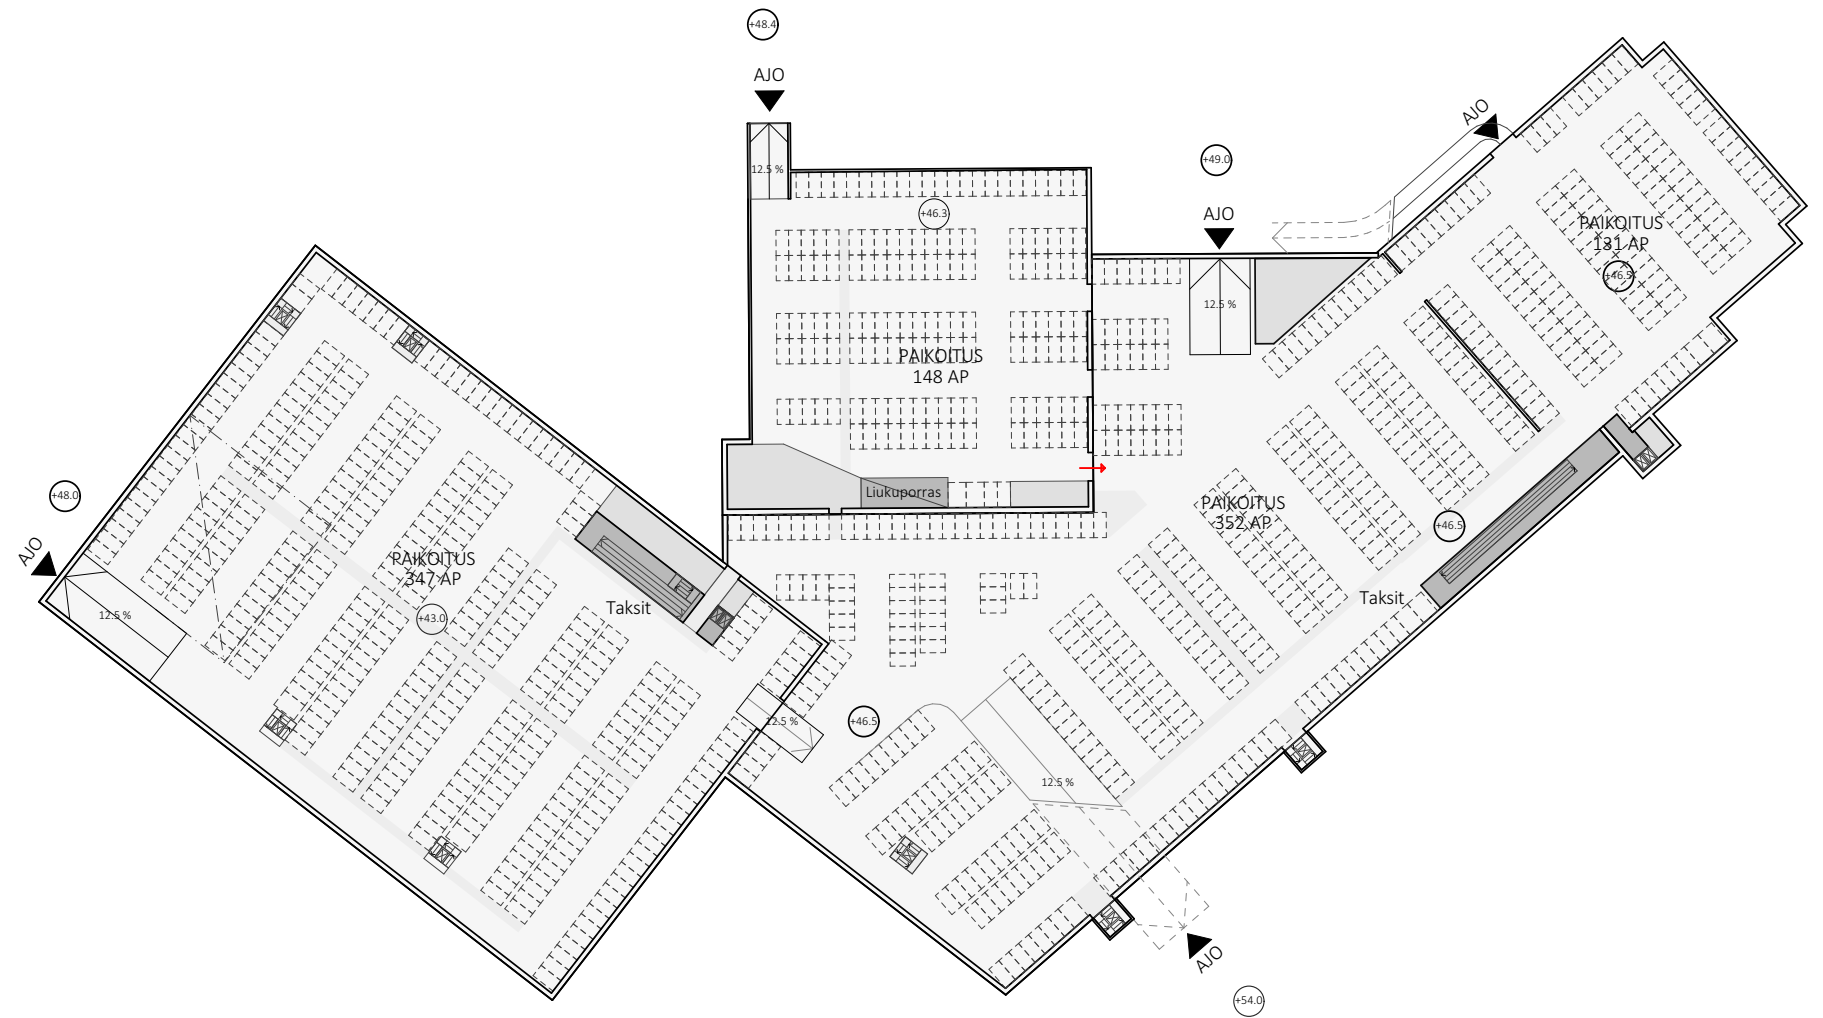 +48.4
AJO
12.5 %
+46.3
PAIKOITUS
148 AP
Liukuporras
+49.0
AJO
12.5 %
AJO
PAIKOITUS
131 AP
+46.5
+48.0
AJO
12.5 %
PAIKOITUS
347 AP
+43.0
Taksit
12.5 %
+46.5
PAIKOITUS
352 AP
+46.5
Taksit
12.5 %
AJO
+54.0